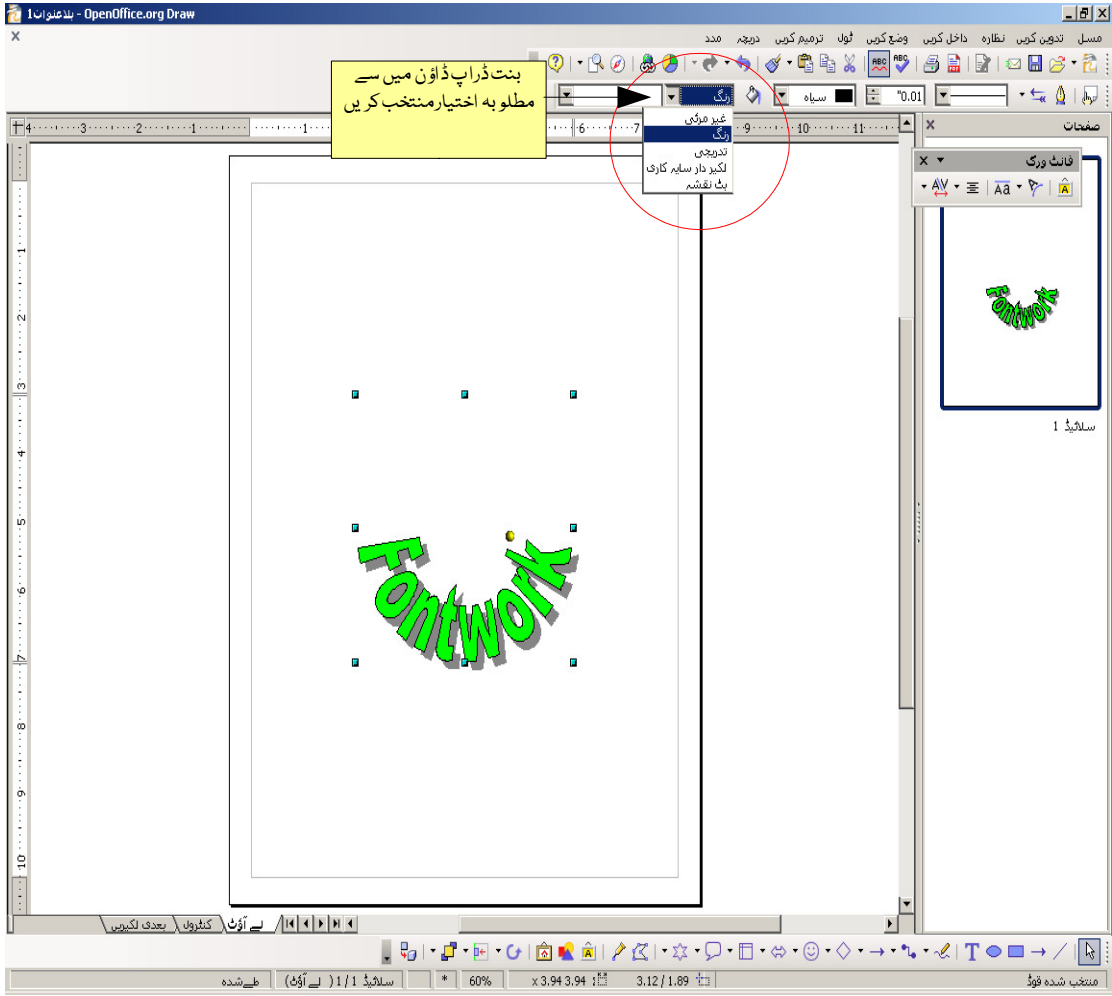 بلاعنوان1 - OpenOffice.org Draw
مسل تدوین کریں نظارہ داخل کریں وضع کریں ٹول ترمیم کریں دریچہ مدد
بنت ڈراپ ڈاؤن میں سے
مطلوبہ اختیار منتخب کریں
0.01" سیاہ رنگ
غیر مرئی
رنگ
تدریجی
لکیر دار سایہ کاری
بٹ نقشہ
صفحات
فانٹ ورک
Fontwork
سلائیڈ 1
Fontwork
لے آؤٹ کنٹرول بعدی لکیریں
منتخب شدہ قوڈ 3.12 / 1.89 x 3.94 3.94 60% * سلائیڈ 1 / 1 (لے آؤٹ) طےشدہ